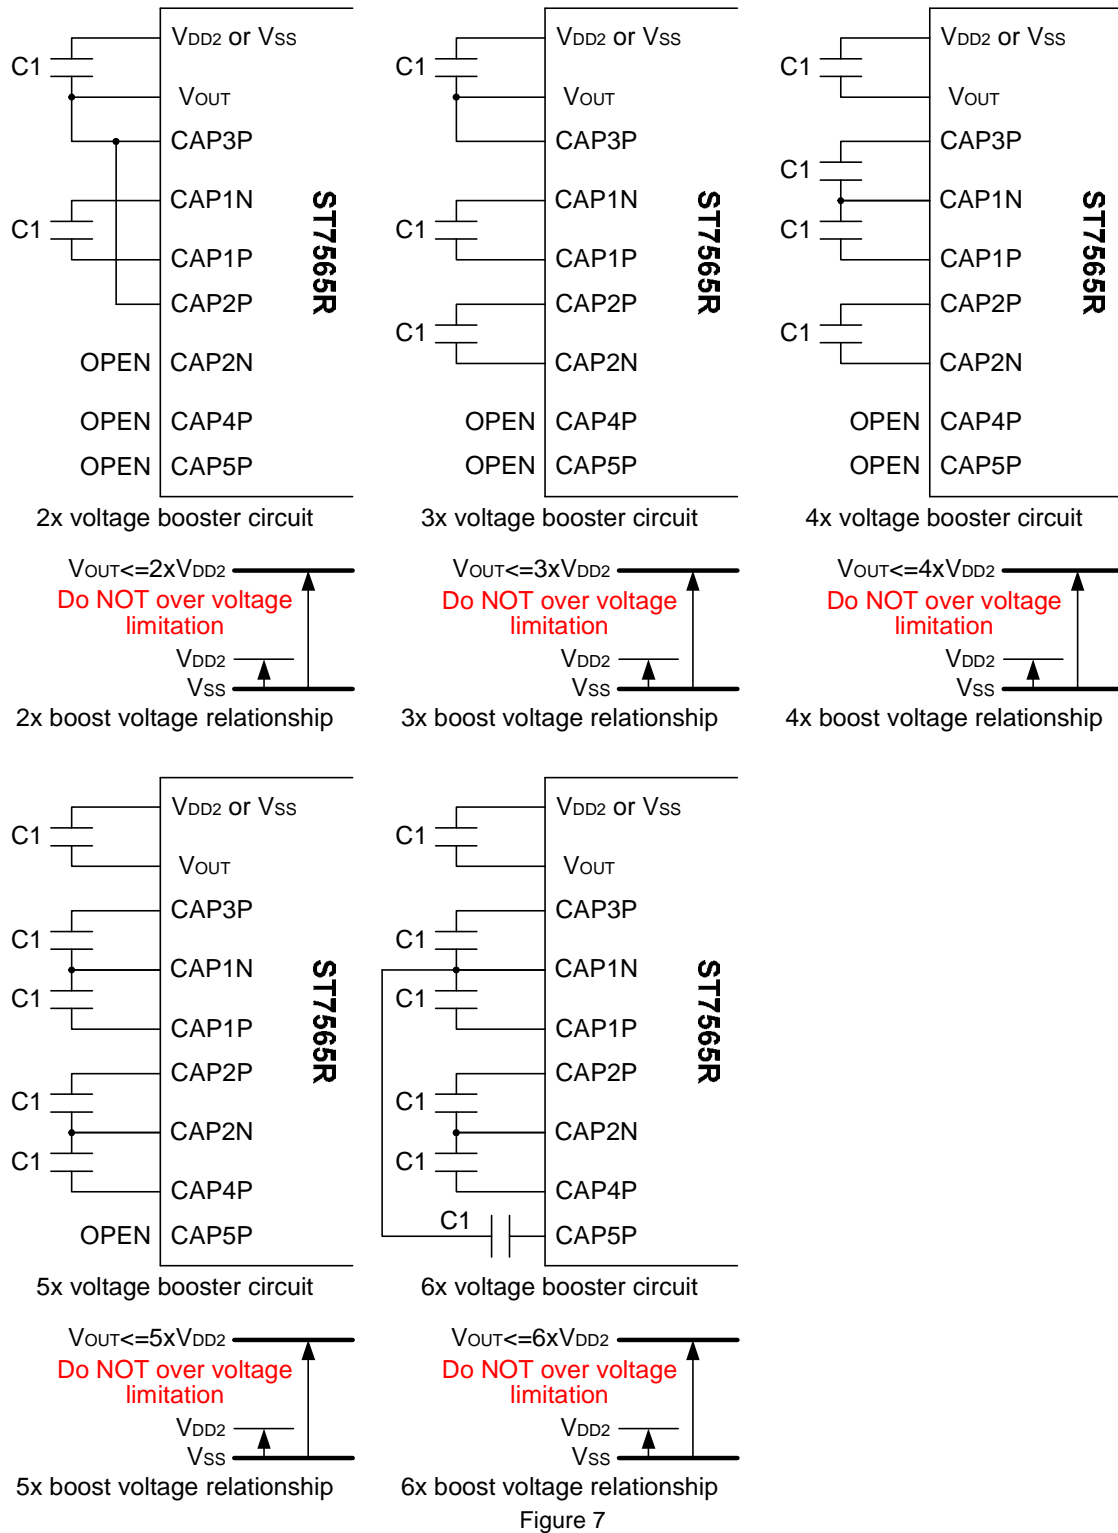 VDD2 or VSS
C1
VOUT
CAP3P
CAP1N
C1
CAP1P
CAP2P
OPEN CAP2N
OPEN CAP4P
OPEN CAP5P
ST7565R
2x voltage booster circuit
VDD2 or VSS
C1
VOUT
CAP3P
CAP1N
C1
CAP1P
CAP2P
C1
CAP2N
OPEN CAP4P
OPEN CAP5P
ST7565R
3x voltage booster circuit
VDD2 or VSS
C1
VOUT
CAP3P
C1
CAP1N
C1
CAP1P
CAP2P
C1
CAP2N
OPEN CAP4P
OPEN CAP5P
ST7565R
4x voltage booster circuit
VOUT<=2xVDD2
Do NOT over voltage
limitation
VDD2
VSS
2x boost voltage relationship
VOUT<=3xVDD2
Do NOT over voltage
limitation
VDD2
VSS
3x boost voltage relationship
VOUT<=4xVDD2
Do NOT over voltage
limitation
VDD2
VSS
4x boost voltage relationship
VDD2 or VSS
C1
VOUT
CAP3P
C1
CAP1N
C1
CAP1P
CAP2P
C1
CAP2N
C1
CAP4P
OPEN CAP5P
ST7565R
5x voltage booster circuit
VDD2 or VSS
C1
VOUT
CAP3P
C1
CAP1N
C1
CAP1P
CAP2P
C1
CAP2N
C1
CAP4P
C1
CAP5P
ST7565R
6x voltage booster circuit
VOUT<=5xVDD2
Do NOT over voltage
limitation
VDD2
VSS
5x boost voltage relationship
VOUT<=6xVDD2
Do NOT over voltage
limitation
VDD2
VSS
6x boost voltage relationship
Figure 7